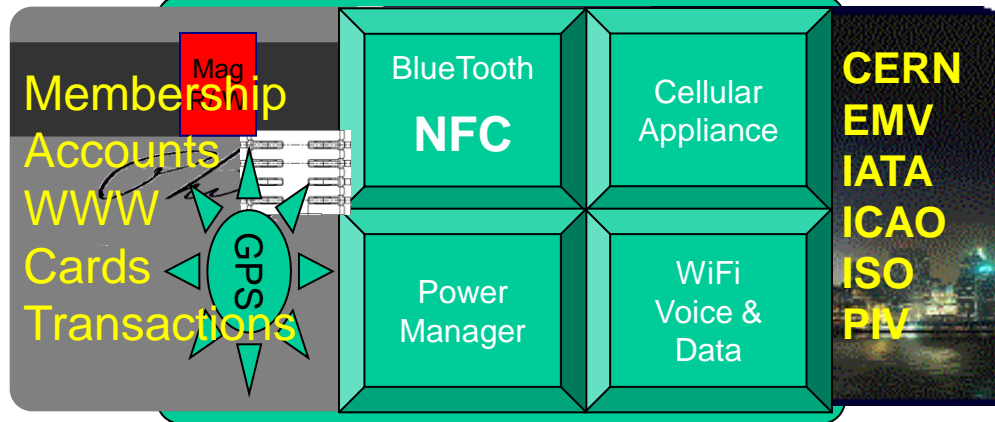 Mag
Membership
Accounts
WWW
Cards
Transactions
GPS
BlueTooth
NFC
Cellular
Appliance
Power
Manager
WiFi
Voice &
Data
CERN
EMV
IATA
ICAO
ISO
PIV